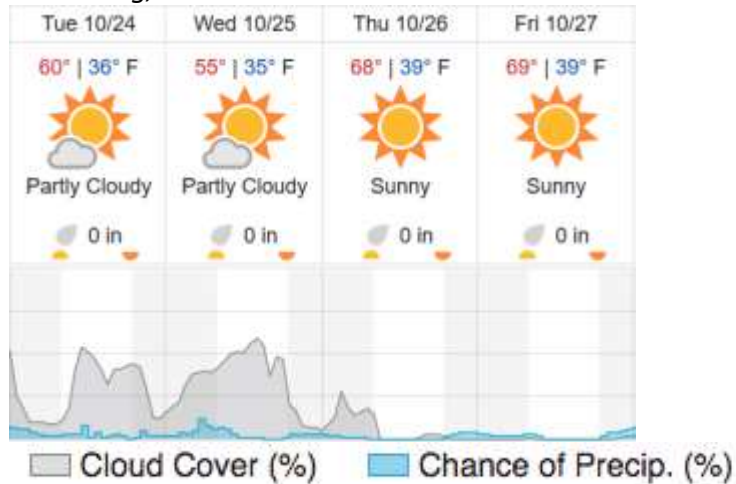 Tue 10/24 Wed 10/25 Thu 10/26 Fri 10/27
60° | 36° F 55° | 35° F 68° | 39° F 69° | 39° F
Partly Cloudy Partly Cloudy Sunny Sunny
0 in 0 in 0 in 0 in
Cloud Cover (%) Chance of Precip. (%)